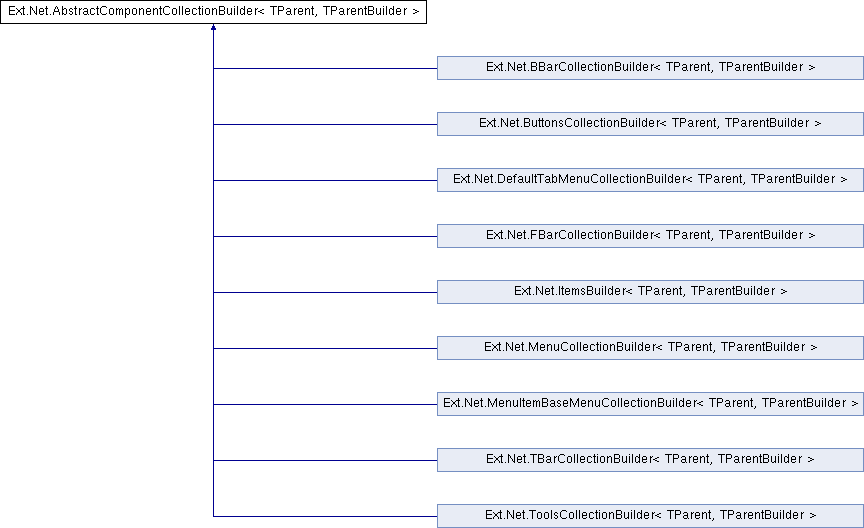 Ext.Net.AbstractComponentCollectionBuilder< TParent, TParentBuilder >
Ext.Net.BBarCollectionBuilder< TParent, TParentBuilder >
Ext.Net.ButtonsCollectionBuilder< TParent, TParentBuilder >
Ext.Net.DefaultTabMenuCollectionBuilder< TParent, TParentBuilder >
Ext.Net.FBarCollectionBuilder< TParent, TParentBuilder >
Ext.Net.ItemsBuilder< TParent, TParentBuilder >
Ext.Net.MenuCollectionBuilder< TParent, TParentBuilder >
Ext.Net.MenuItemBaseMenuCollectionBuilder< TParent, TParentBuilder >
Ext.Net.TBarCollectionBuilder< TParent, TParentBuilder >
Ext.Net.ToolsCollectionBuilder< TParent, TParentBuilder >